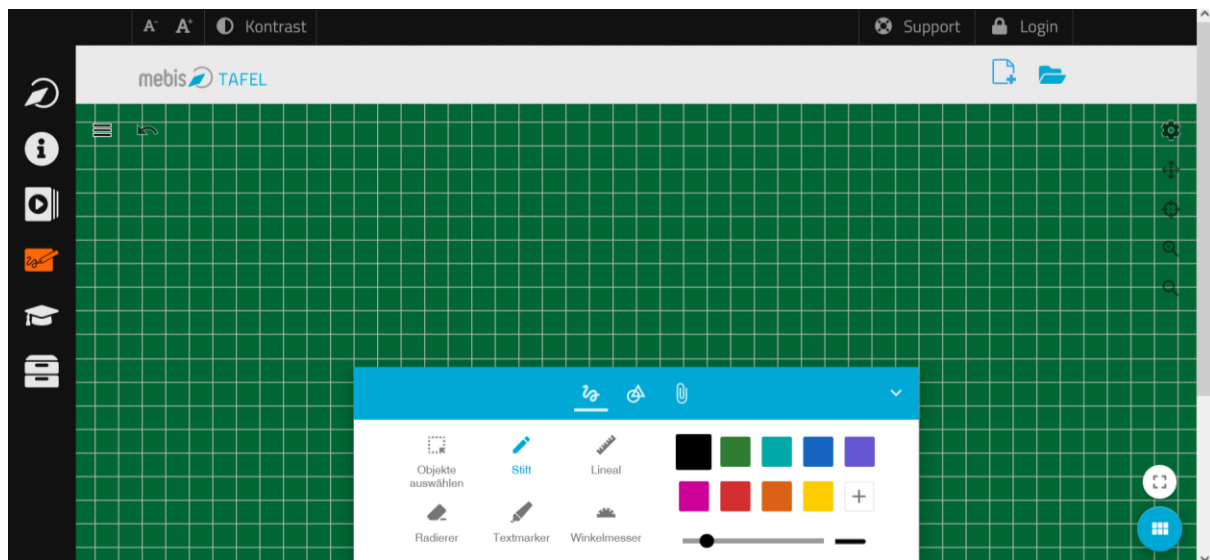 A- A+ Kontrast Support Login
mebis TAFEL
Objekte auswählen Stift Lineal
Radierer Textmarker Winkelmesser